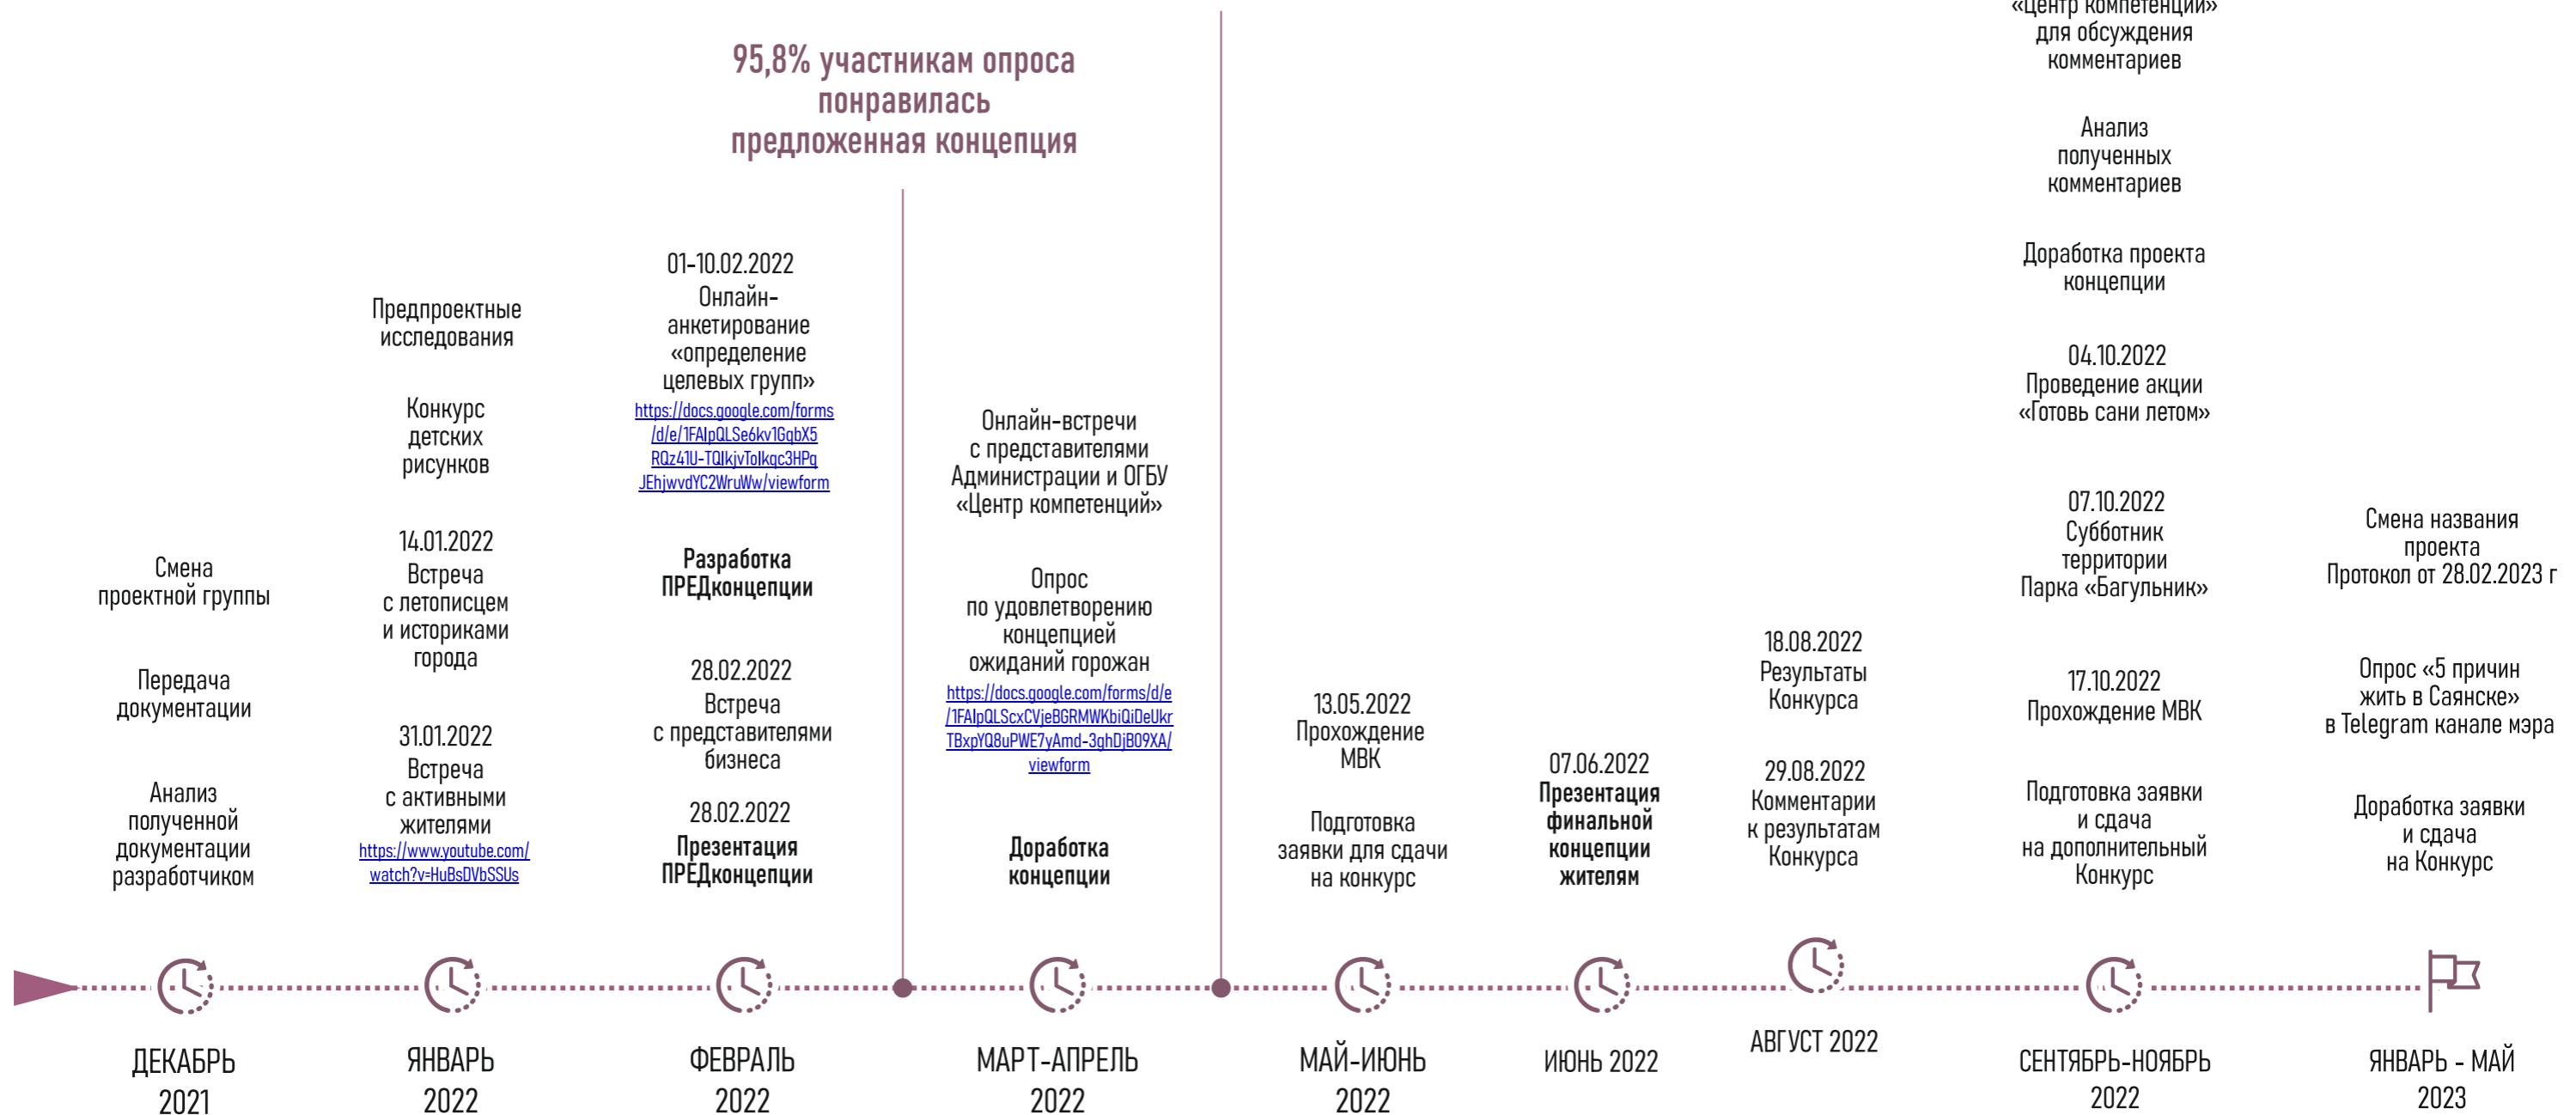 95,8% участникам опроса
понравилась
предложенная концепция
Смена
проектной группы
Передача
документации
Анализ
полученной
документации
разработчиком
ДЕКАБРЬ
2021
Предпроектные
исследования
Конкурс
детских
рисунков
14.01.2022
Встреча
с летописцем
и историками
города
31.01.2022
Встреча
с активными
жителями
https://www.youtube.com/
watch?v=HuBsDVbSSUs
ЯНВАРЬ
2022
01-10.02.2022
Онлайн-
анкетирование
«определение
целевых групп»
https://docs.google.com/forms
/d/e/1FAIpQLSe6kv1GqbX5
RQz41U-TQIkjvToIkqc3HPq
JEhjwvdYC2WruWw/viewform
Разработка
ПРЕДконцепции
28.02.2022
Встреча
с представителями
бизнеса
28.02.2022
Презентация
ПРЕДконцепции
ФЕВРАЛЬ
2022
Онлайн-встречи
с представителями
Администрации и ОГБУ
«Центр компетенций»
Опрос
по удовлетворению
концепцией
ожиданий горожан
https://docs.google.com/forms/d/e
/1FAIpQLScxCVjeBGRMWKbiQiDeUkr
TBxpYQ8uPWE7yAmd-3ghDjB09XA/
viewform
Доработка
концепции
МАРТ-АПРЕЛЬ
2022
13.05.2022
Прохождение
МВК
Подготовка
заявки для сдачи
на конкурс
МАЙ-ИЮНЬ
2022
07.06.2022
Презентация
финальной
концепции
жителям
ИЮНЬ 2022
18.08.2022
Результаты
Конкурса
29.08.2022
Комментарии
к результатам
Конкурса
АВГУСТ 2022
«Центр компетенций»
для обсуждения
комментариев
Анализ
полученных
комментариев
Доработка проекта
концепции
04.10.2022
Проведение акции
«Готовь сани летом»
07.10.2022
Субботник
территории
Парка «Багульник»
17.10.2022
Прохождение МВК
Подготовка заявки
и сдача
на дополнительный
Конкурс
СЕНТЯБРЬ-НОЯБРЬ
2022
Смена названия
проекта
Протокол от 28.02.2023 г
Опрос «5 причин
жить в Саянске»
в Telegram канале мэра
Доработка заявки
и сдача
на Конкурс
ЯНВАРЬ - МАЙ
2023